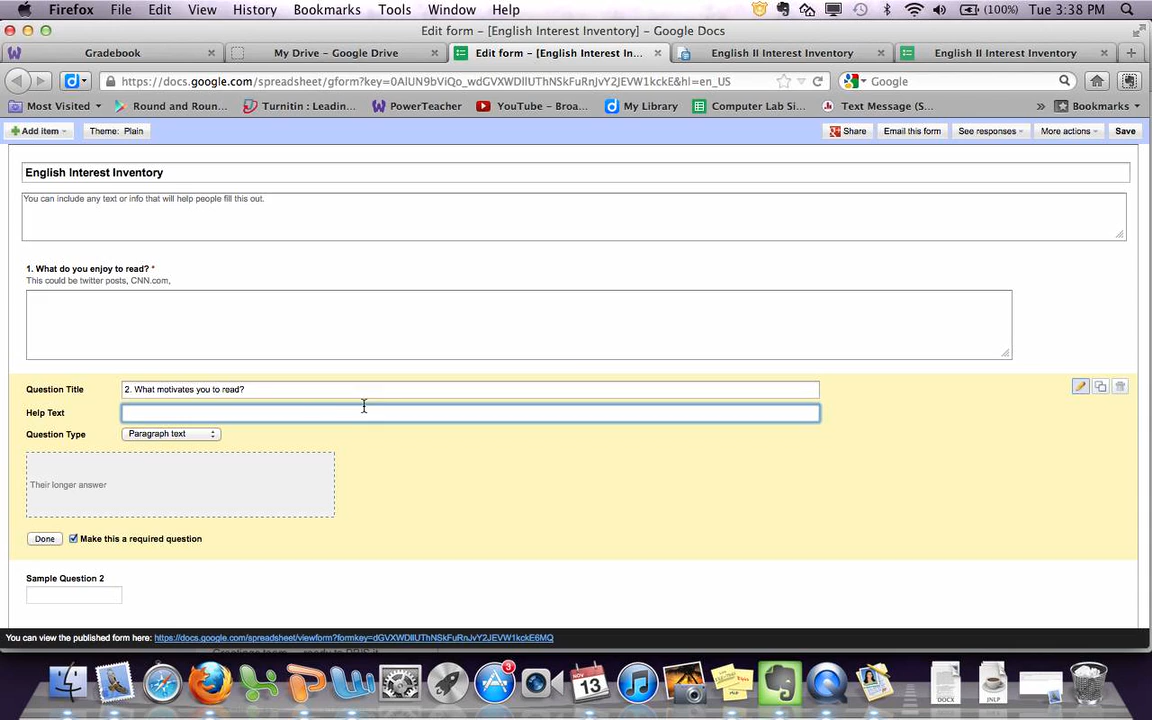 Firefox File Edit View History Bookmarks Tools Window Help (100%) Tue 3:38 PM
Edit form – [English Interest Inventory] – Google Docs
Gradebook My Drive – Google Drive Edit form – [English Interest In... English II Interest Inventory English II Interest Inventory
https://docs.google.com/spreadsheet/gform?key=0AlUN9bViQo_wdGVXWDllUThNSkFuRnJvY2JEVW1kckE&hl=en_US Google
Most Visited Round and Roun... Turnitin : Leadin... PowerTeacher YouTube – Broa... My Library Computer Lab Si... Text Message (S... » Bookmarks
Add item Theme: Plain Share Email this form See responses More actions Save
English Interest Inventory
You can include any text or info that will help people fill this out.
1. What do you enjoy to read? *
This could be twitter posts, CNN.com,
Question Title 2. What motivates you to read?
Help Text
Question Type Paragraph text
Their longer answer
Done Make this a required question
Sample Question 2
You can view the published form here: https://docs.google.com/spreadsheet/viewform?formkey=dGVXWDllUThNSkFuRnJvY2JEVW1kckE6MQ
3
NOV
13
DOCX JNLP